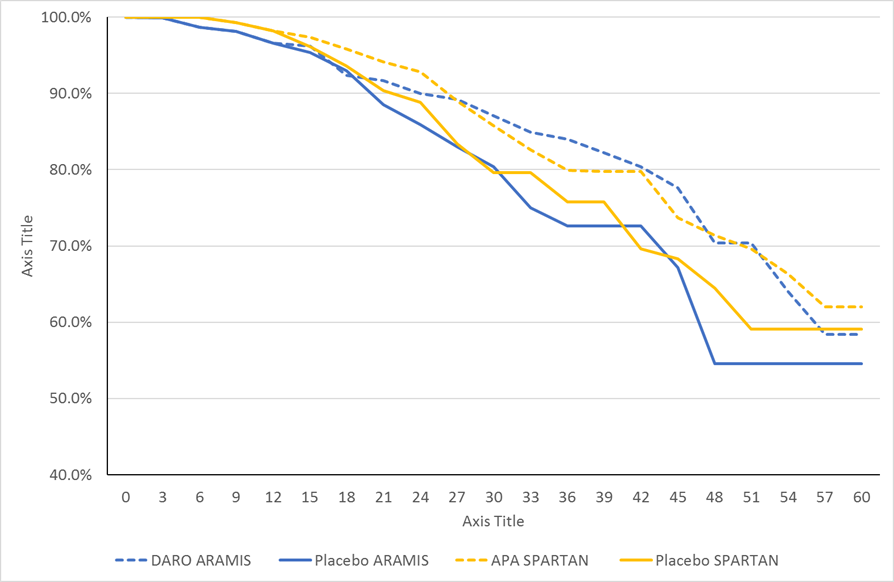 100.0%
90.0%
80.0%
70.0%
60.0%
50.0%
40.0%
Axis Title
0 3 6 9 12 15 18 21 24 27 30 33 36 39 42 45 48 51 54 57 60
Axis Title
DARO ARAMIS Placebo ARAMIS APA SPARTAN Placebo SPARTAN